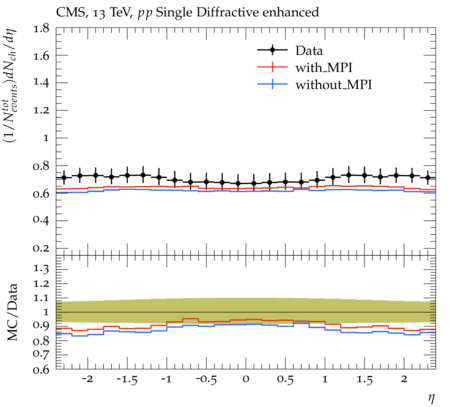 CMS, 13 TeV, pp Single Diffractive enhanced
(1/N_events^tot)dN_ch/dη
1.8
1.6
1.4
1.2
1
0.8
0.6
0.4
0.2
Data
with_MPI
without_MPI
MC/Data
1.3
1.2
1.1
1.0
0.9
0.8
0.7
0.6
-2 -1.5 -1 -0.5 0 0.5 1 1.5 2
η